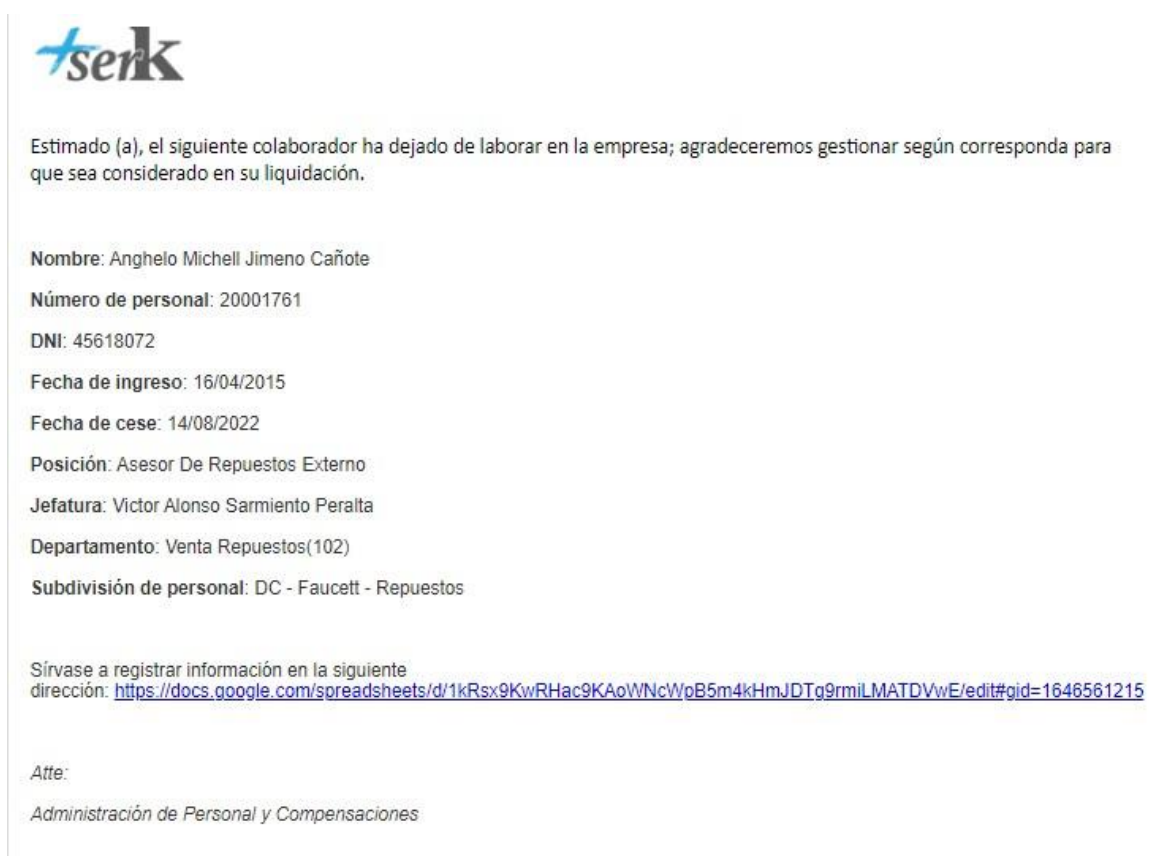 +serk
Estimado (a), el siguiente colaborador ha dejado de laborar en la empresa; agradeceremos gestionar según corresponda para
que sea considerado en su liquidación.
Nombre: Anghelo Michell Jimeno Cañote
Número de personal: 20001761
DNI: 45618072
Fecha de ingreso: 16/04/2015
Fecha de cese: 14/08/2022
Posición: Asesor De Repuestos Externo
Jefatura: Victor Alonso Sarmiento Peralta
Departamento: Venta Repuestos(102)
Subdivisión de personal: DC - Faucett - Repuestos
Sírvase a registrar información en la siguiente
dirección: https://docs.google.com/spreadsheets/d/1kRsx9KwRHac9KAoWNcWpB5m4kHmJDTg9rmiLMATDVwE/edit#gid=1646561215
Atte:
Administración de Personal y Compensaciones